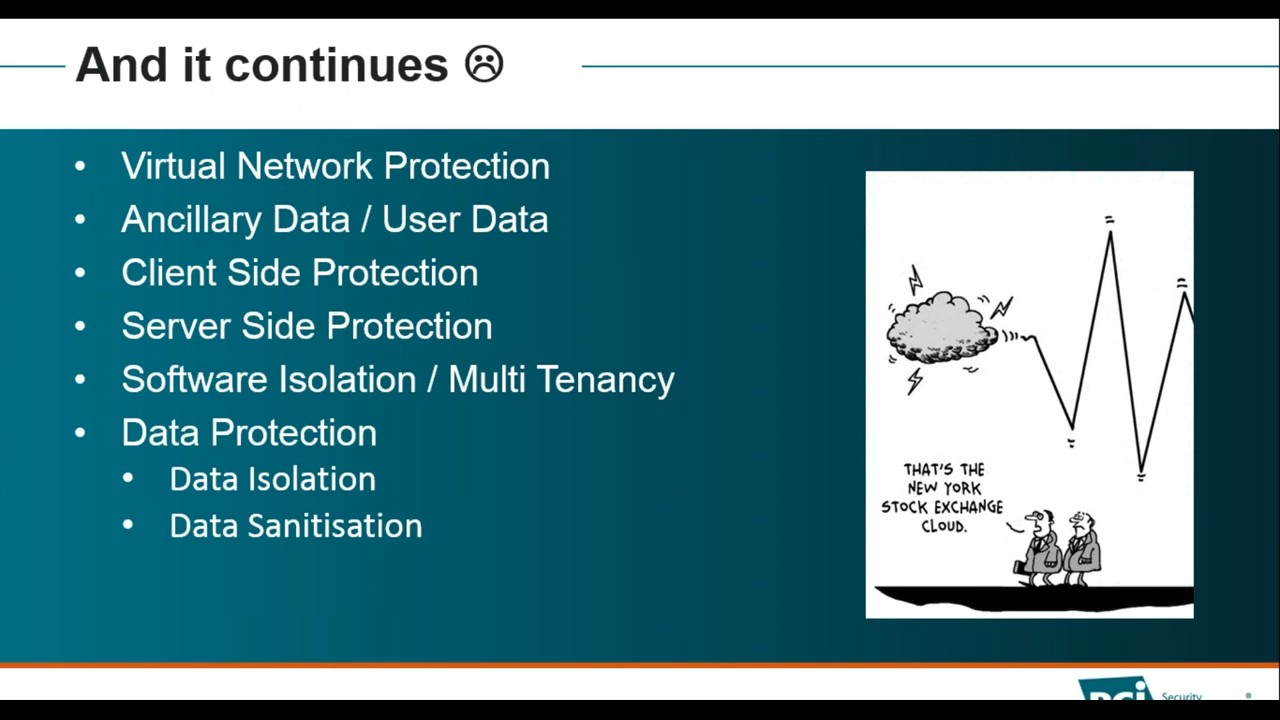 And it continues ☹
• Virtual Network Protection
• Ancillary Data / User Data
• Client Side Protection
• Server Side Protection
• Software Isolation / Multi Tenancy
• Data Protection
• Data Isolation
• Data Sanitisation
THAT'S THE
NEW YORK
STOCK EXCHANGE
CLOUD.
Security
®